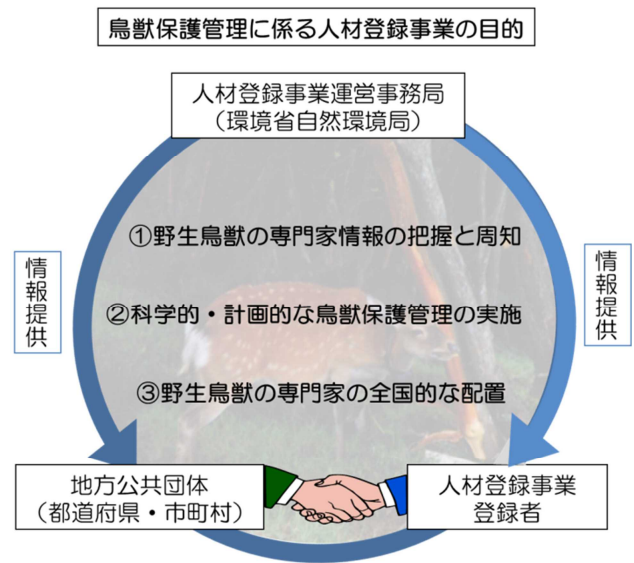 鳥獣保護管理に係る人材登録事業の目的
人材登録事業運営事務局
（環境省自然環境局）
①野生鳥獣の専門家情報の把握と周知
情報提供
情報提供
②科学的・計画的な鳥獣保護管理の実施
③野生鳥獣の専門家の全国的な配置
地方公共団体
（都道府県・市町村）
人材登録事業
登録者